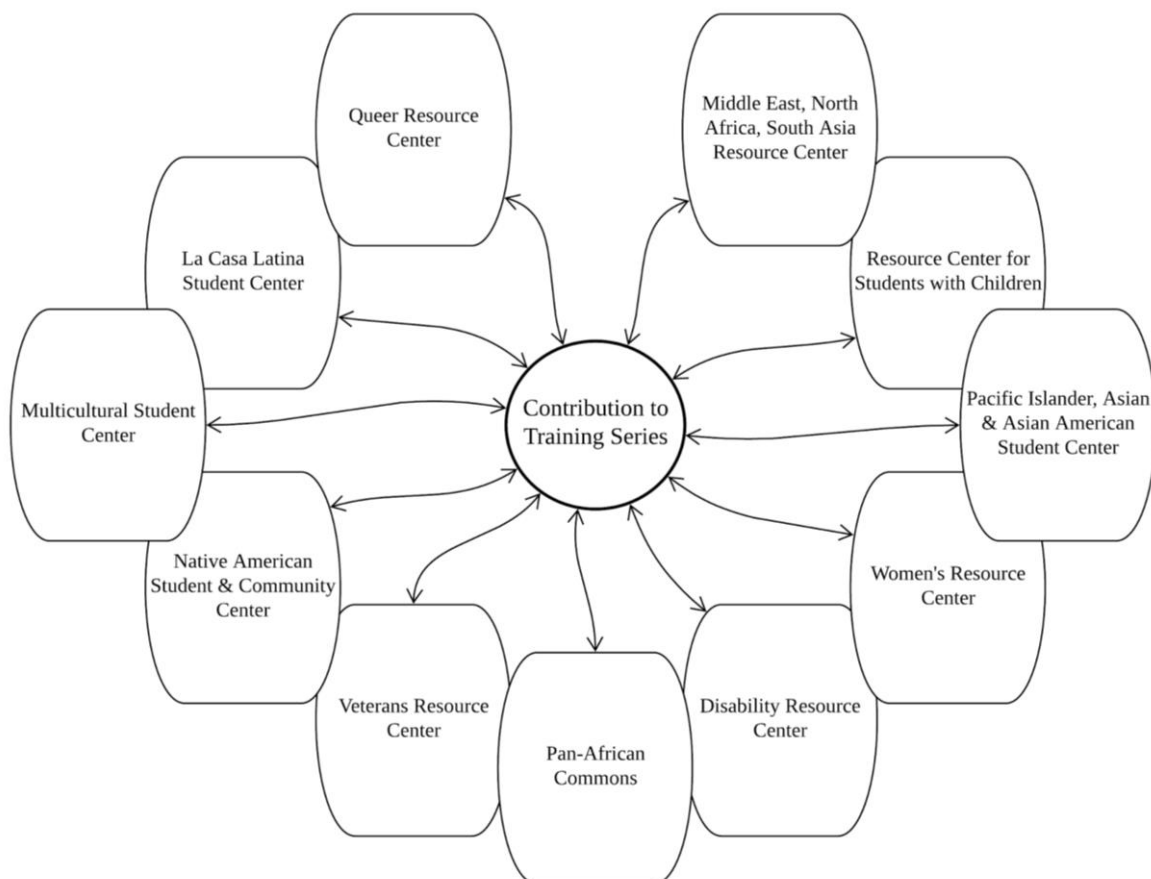 Queer Resource
Center
Middle East, North
Africa, South Asia
Resource Center
La Casa Latina
Student Center
Resource Center for
Students with Children
Multicultural Student
Center
Contribution to
Training Series
Pacific Islander, Asian
& Asian American
Student Center
Native American
Student & Community
Center
Women's Resource
Center
Veterans Resource
Center
Disability Resource
Center
Pan-African
Commons